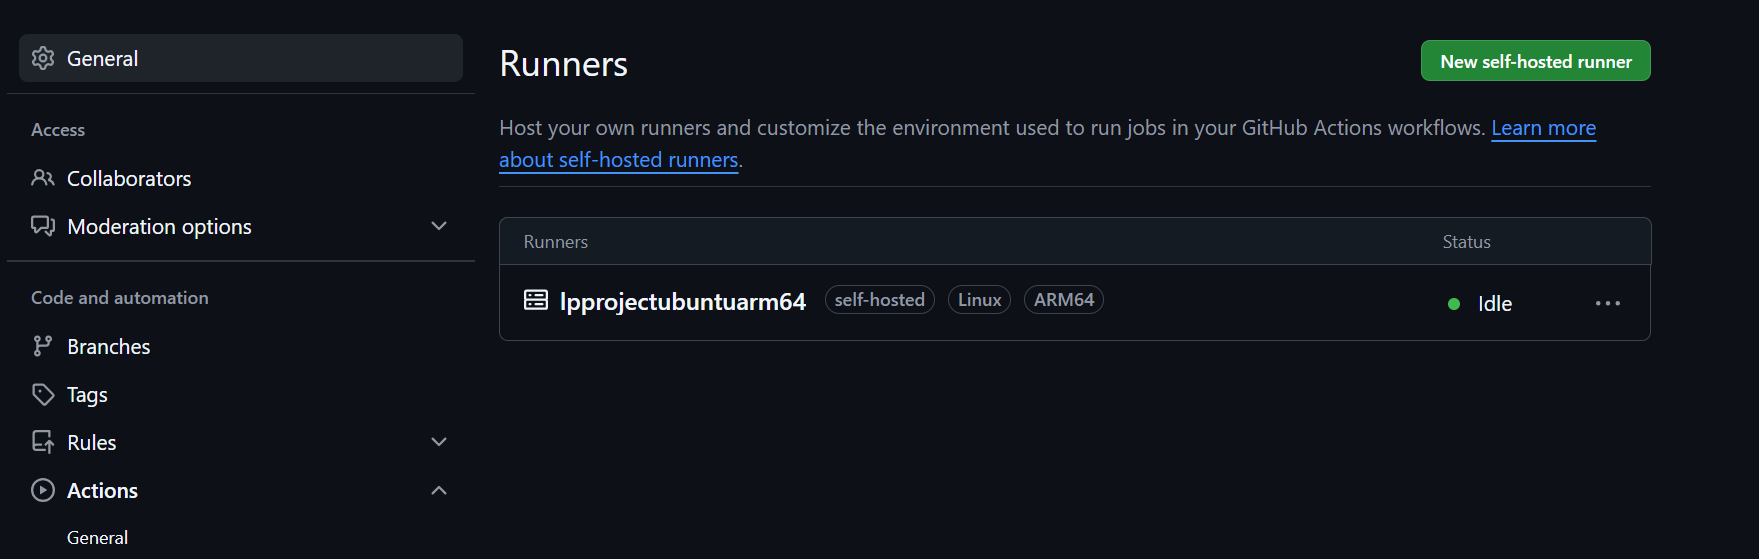 General
Access
Collaborators
Moderation options
Code and automation
Branches
Tags
Rules
Actions
General
Runners
New self-hosted runner
Host your own runners and customize the environment used to run jobs in your GitHub Actions workflows. Learn more
about self-hosted runners.
Runners Status
lpprojectubuntuarm64 self-hosted Linux ARM64 Idle